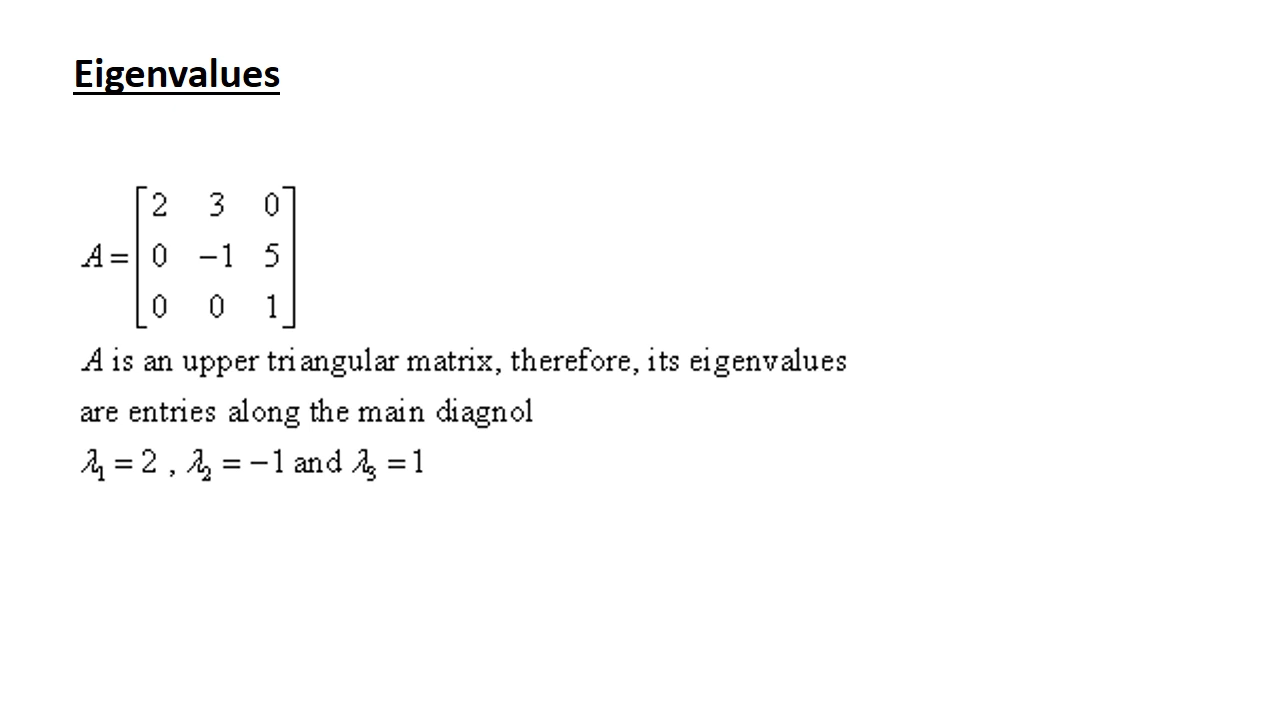 Eigenvalues
2 3 0
A = 0 −1 5
0 0 1
A is an upper triangular matrix, therefore, its eigenvalues
are entries along the main diagnol
λ₁ = 2 , λ₂ = −1 and λ₃ = 1